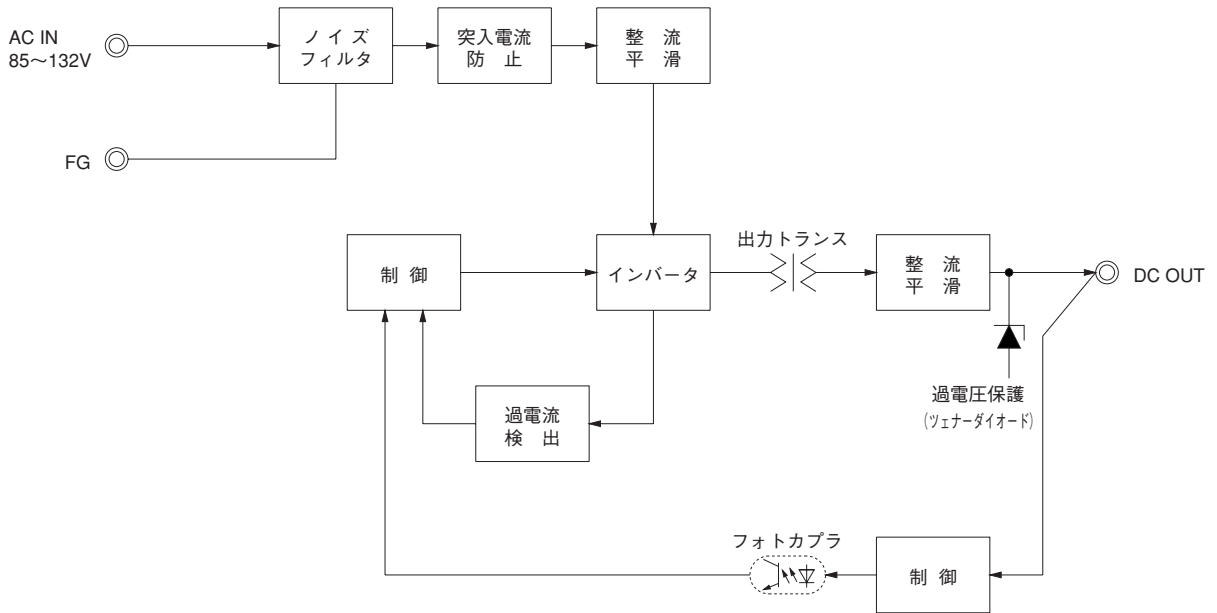 AC IN
85～132V
ノイズ
フィルタ
突入電流
防 止
整 流
平 滑
FG
制 御
インバータ
出力トランス
整 流
平 滑
DC OUT
過電流
検 出
過電圧保護
(ツェナーダイオード)
フォトカプラ
制 御